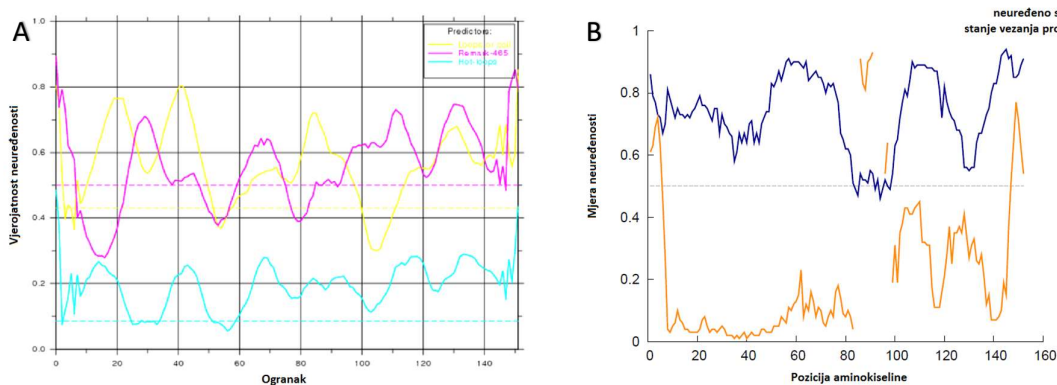 A
Predictors:
Remark-465
Hot-loops
Vjerojatnost neuređenosti
1.0
0.8
0.6
0.4
0.2
0.0
0
20
40
60
80
100
120
140
Ogranak
B
neuređeno s
stanje vezanja pro
Mjera neuređenosti
1
0.8
0.6
0.4
0.2
0
0
20
40
60
80
100
120
140
160
Pozicija aminokiseline